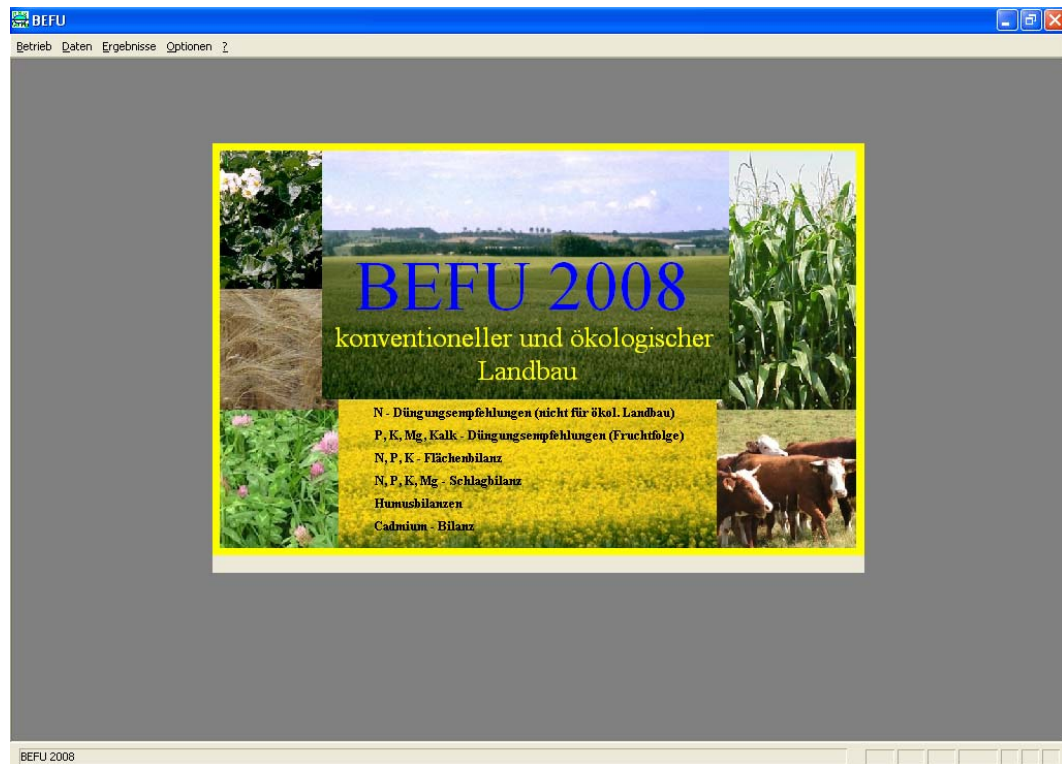 BEFU
Betrieb Daten Ergebnisse Optionen ?
BEFU 2008
konventioneller und ökologischer
Landbau
N - Düngungsempfehlungen (nicht für ökol. Landbau)
P, K, Mg, Kalk - Düngungsempfehlungen (Fruchtfolge)
N, P, K - Flächenbilanz
N, P, K, Mg - Schlagbilanz
Humusbilanzen
Cadmium - Bilanz
BEFU 2008